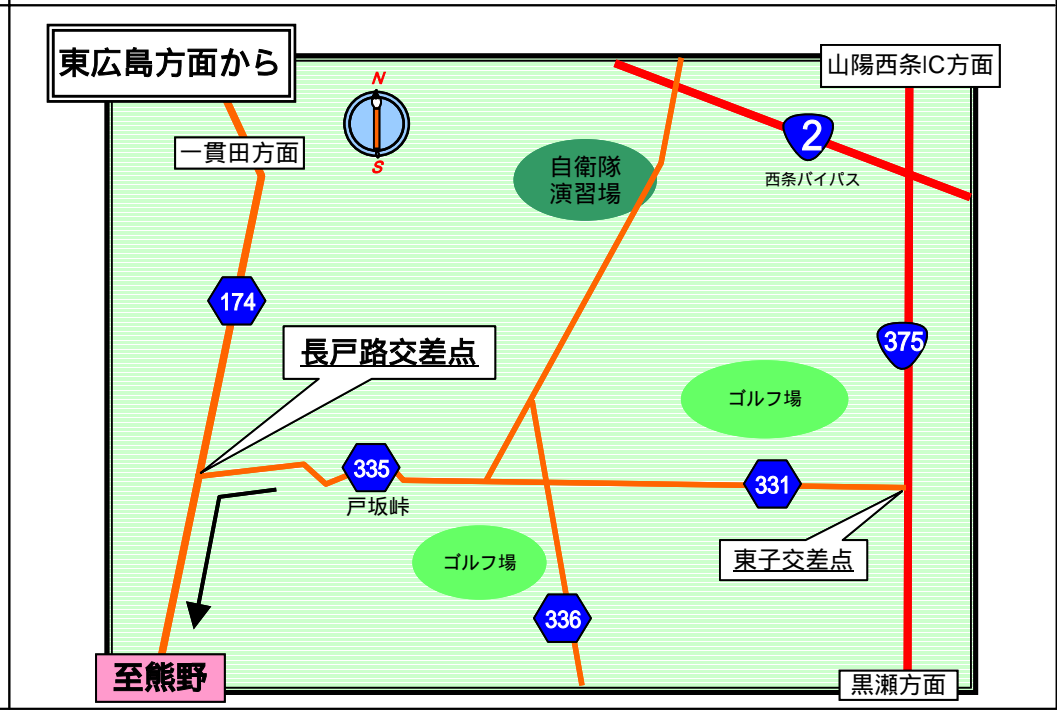 東広島方面から
山陽西条IC方面
N
S
一貫田方面
自衛隊
演習場
2
西条バイパス
174
375
長戸路交差点
ゴルフ場
335
戸坂峠
331
東子交差点
ゴルフ場
336
至熊野
黒瀬方面